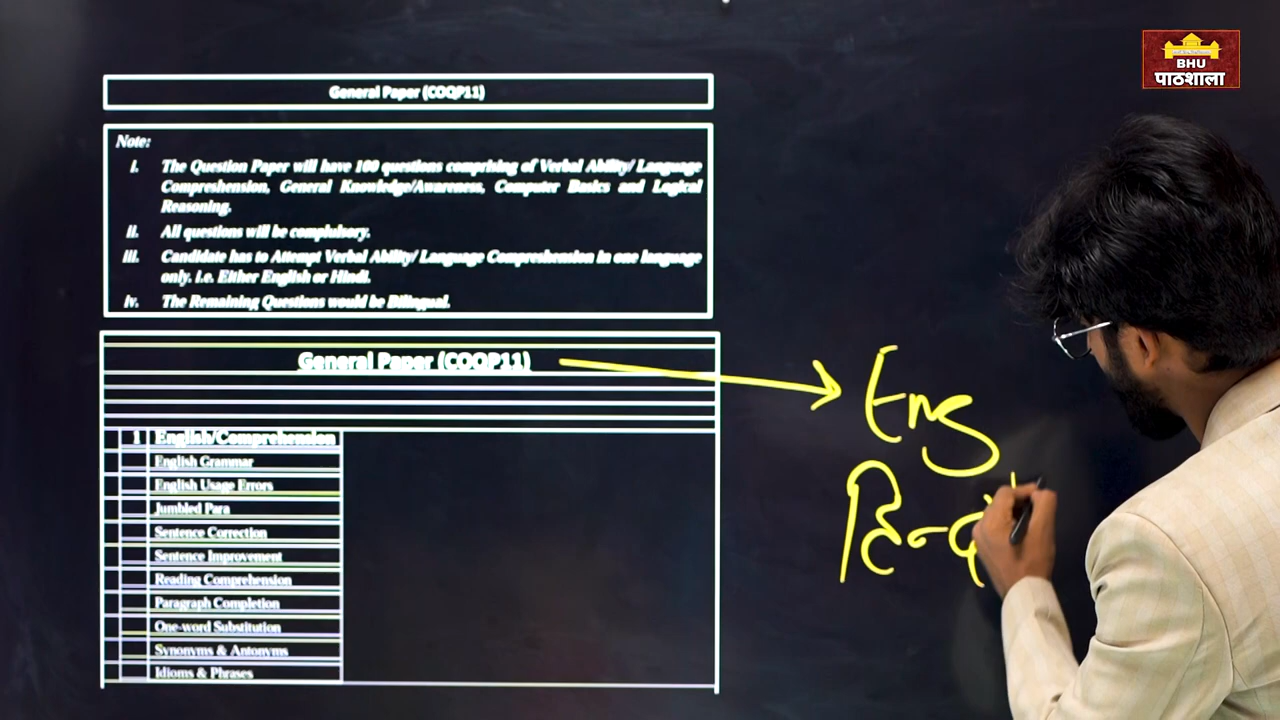 BHU
पाठशाला
General Paper (COQP11)
Note:
i. The Question Paper will have 100 questions comprising of Verbal Ability/ Language
Comprehension, General Knowledge/Awareness, Computer Basics and Logical
Reasoning.
ii. All questions will be complulsory.
iii. Candidate has to Attempt Verbal Ability/ Language Comprehension in one language
only. i.e. Either English or Hindi.
iv. The Remaining Questions would be Bilingual.
General Paper (COQP11)
Eng
1 English/Comprehension
English Grammar
English Usage Errors
Jumbled Para
Sentence Correction
Sentence Improvement
Reading Comprehension
Paragraph Completion
One-word Substitution
Synonyms & Antonyms
Idioms & Phrases